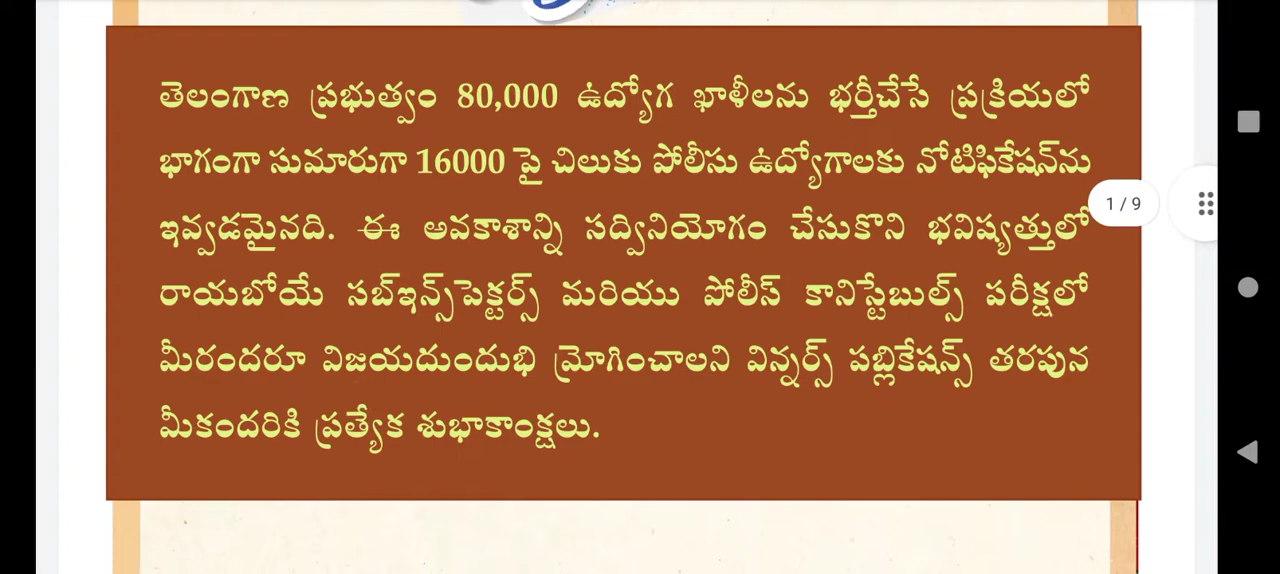 తెలంగాణ ప్రభుత్వం 80,000 ఉద్యోగ ఖాళీలను భర్తీచేసే ప్రక్రియలో
భాగంగా సుమారుగా 16000 పై చిలుకు పోలీసు ఉద్యోగాలకు నోటిఫికేషన్‌ను
1 / 9
ఇవ్వడమైనది. ఈ అవకాశాన్ని సద్వినియోగం చేసుకొని భవిష్యత్తులో
రాయబోయే సబ్‌ఇన్స్‌పెక్టర్స్ మరియు పోలీస్ కానిస్టేబుల్స్ పరీక్షలో
మీరందరూ విజయదుందుభి మ్రోగించాలని విన్నర్స్ పబ్లికేషన్స్ తరపున
మీకందరికి ప్రత్యేక శుభాకాంక్షలు.